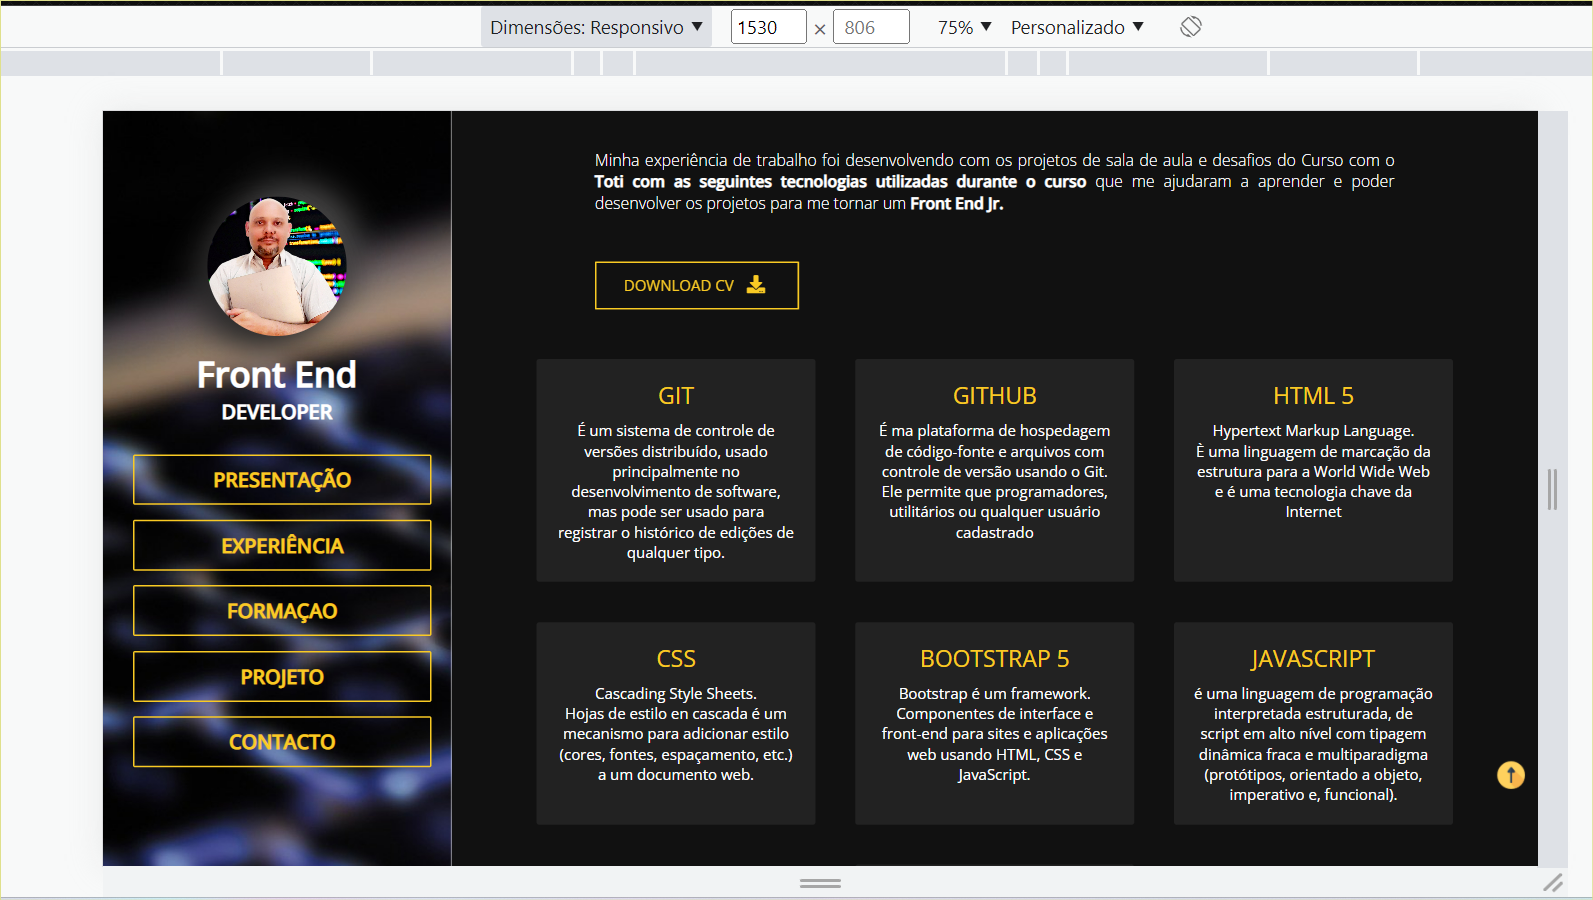 Dimensões: Responsivo ▼ 1530 × 806 75% ▼ Personalizado ▼
Minha experiência de trabalho foi desenvolvendo com os projetos de sala de aula e desafios do Curso com o
Toti com as seguintes tecnologias utilizadas durante o curso que me ajudaram a aprender e poder
desenvolver os projetos para me tornar um Front End Jr.
DOWNLOAD CV
Front End
DEVELOPER
PRESENTAÇÃO
EXPERIÊNCIA
FORMAÇAO
PROJETO
CONTACTO
GIT
É um sistema de controle de
versões distribuído, usado
principalmente no
desenvolvimento de software,
mas pode ser usado para
registrar o histórico de edições de
qualquer tipo.
GITHUB
É ma plataforma de hospedagem
de código-fonte e arquivos com
controle de versão usando o Git.
Ele permite que programadores,
utilitários ou qualquer usuário
cadastrado
HTML 5
Hypertext Markup Language.
È uma linguagem de marcação da
estrutura para a World Wide Web
e é uma tecnologia chave da
Internet
CSS
Cascading Style Sheets.
Hojas de estilo en cascada é um
mecanismo para adicionar estilo
(cores, fontes, espaçamento, etc.)
a um documento web.
BOOTSTRAP 5
Bootstrap é um framework.
Componentes de interface e
front-end para sites e aplicações
web usando HTML, CSS e
JavaScript.
JAVASCRIPT
é uma linguagem de programação
interpretada estruturada, de
script em alto nível com tipagem
dinâmica fraca e multiparadigma
(protótipos, orientado a objeto,
imperativo e, funcional).